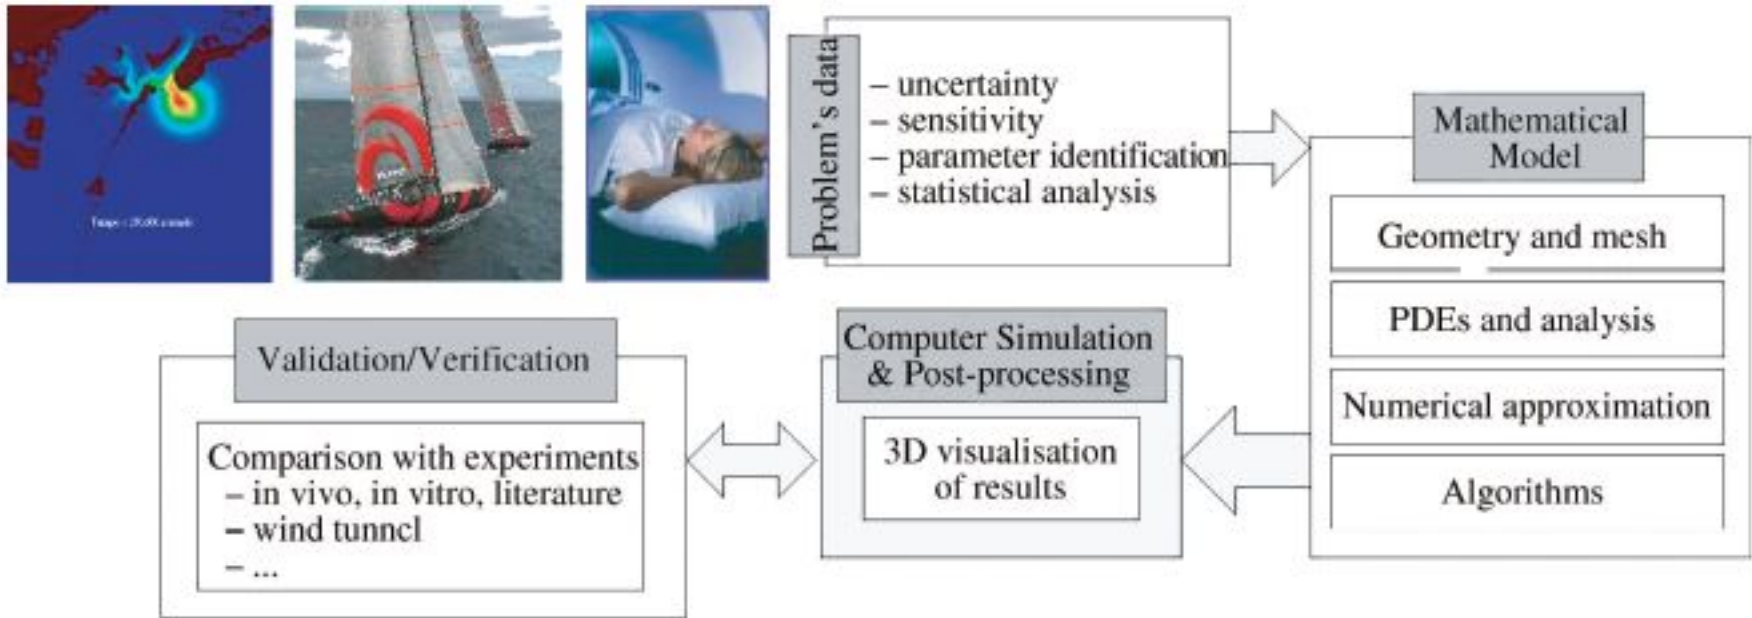 Problem's data
– uncertainty
– sensitivity
– parameter identification
– statistical analysis
Mathematical
Model
Geometry and mesh
PDEs and analysis
Numerical approximation
Algorithms
Computer Simulation
& Post-processing
3D visualisation
of results
Validation/Verification
Comparison with experiments
– in vivo, in vitro, literature
– wind tunnel
– ...